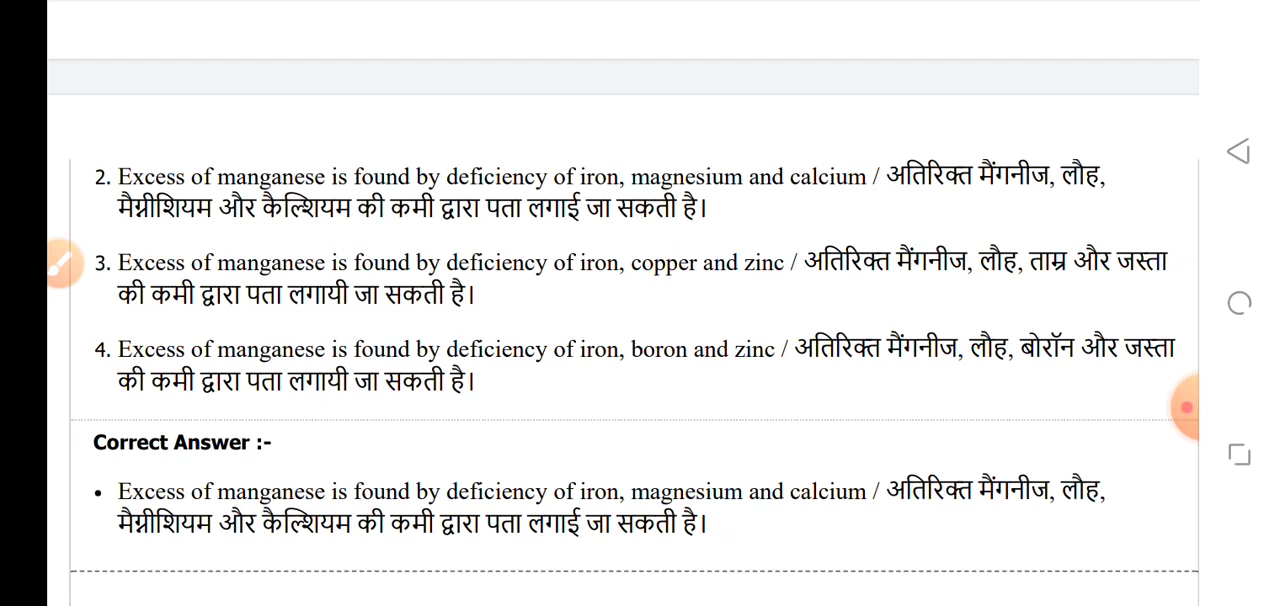 2. Excess of manganese is found by deficiency of iron, magnesium and calcium / अतिरिक्त मैंगनीज, लौह,
मैग्नीशियम और कैल्शियम की कमी द्वारा पता लगाई जा सकती है।
3. Excess of manganese is found by deficiency of iron, copper and zinc / अतिरिक्त मैंगनीज, लौह, ताम्र और जस्ता
की कमी द्वारा पता लगायी जा सकती है।
4. Excess of manganese is found by deficiency of iron, boron and zinc / अतिरिक्त मैंगनीज, लौह, बोरॉन और जस्ता
की कमी द्वारा पता लगायी जा सकती है।
Correct Answer :-
• Excess of manganese is found by deficiency of iron, magnesium and calcium / अतिरिक्त मैंगनीज, लौह,
मैग्नीशियम और कैल्शियम की कमी द्वारा पता लगाई जा सकती है।